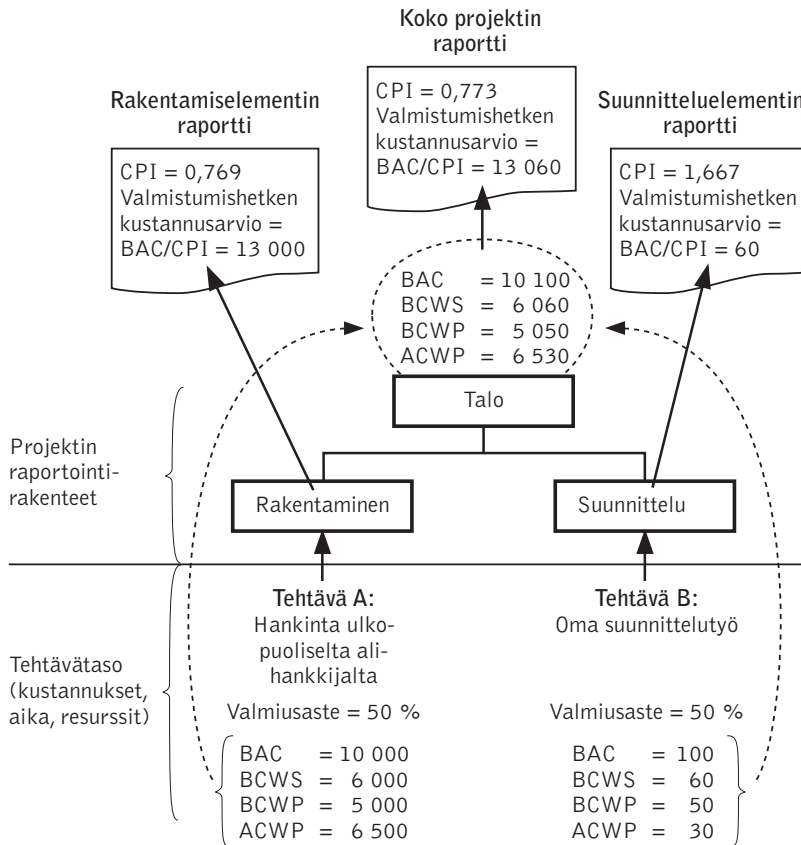 Koko projektin
raportti
CPI = 0,773
Valmistumishetken
kustannusarvio =
BAC/CPI = 13 060
Rakentamiselementin
raportti
CPI = 0,769
Valmistumishetken
kustannusarvio =
BAC/CPI = 13 000
Suunnitteluelementin
raportti
CPI = 1,667
Valmistumishetken
kustannusarvio =
BAC/CPI = 60
BAC = 10 100
BCWS = 6 060
BCWP = 5 050
ACWP = 6 530
Talo
Projektin
raportointi-
rakenteet
Rakentaminen
Suunnittelu
Tehtävätaso
(kustannukset,
aika, resurssit)
Tehtävä A:
Hankinta ulko-
puoliselta ali-
hankkijalta
Valmiusaste = 50 %
BAC = 10 000
BCWS = 6 000
BCWP = 5 000
ACWP = 6 500
Tehtävä B:
Oma suunnittelutyö
Valmiusaste = 50 %
BAC = 100
BCWS = 60
BCWP = 50
ACWP = 30